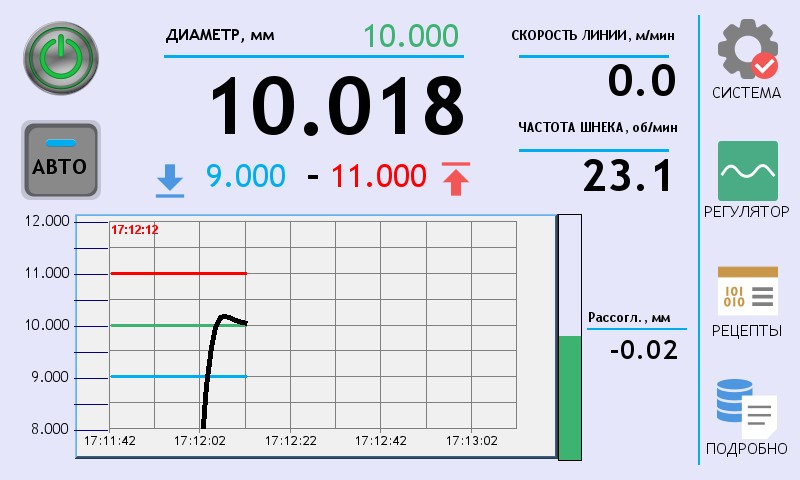 ДИАМЕТР, мм
10.000
10.018
9.000 - 11.000
АВТО
СКОРОСТЬ ЛИНИИ, м/мин
0.0
ЧАСТОТА ШНЕКА, об/мин
23.1
СИСТЕМА
РЕГУЛЯТОР
101
010
РЕЦЕПТЫ
ПОДРОБНО
12.000
11.000
10.000
9.000
8.000
17:12:12
17:11:42
17:12:02
17:12:22
17:12:42
17:13:02
Рассогл., мм
-0.02